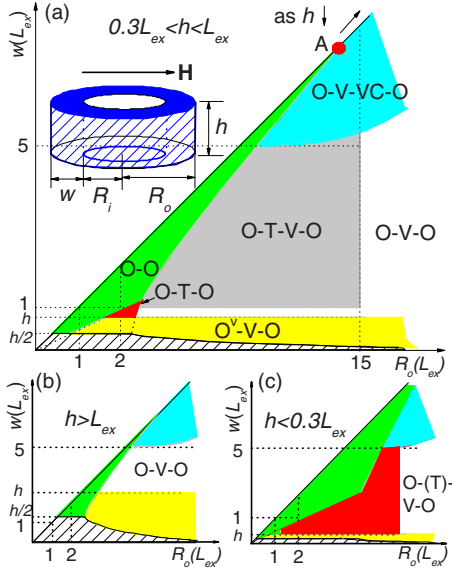 (a)
0.3L_ex<h<L_ex
as h ↓
A
w(L_ex)
H
O-V-VC-O
h
5
w R_i R_o
O-T-V-O
O-V-O
O-O
O-T-O
1
h
h/2
O^V-V-O
1 2 15 R_o(L_ex)
(b)
h>L_ex
w(L_ex)
5
O-V-O
h
h/2
1
1 2 R_o(L_ex)
(c)
h<0.3L_ex
w(L_ex)
5
O-(T)-
V-O
1
h
1 2 R_o(L_ex)